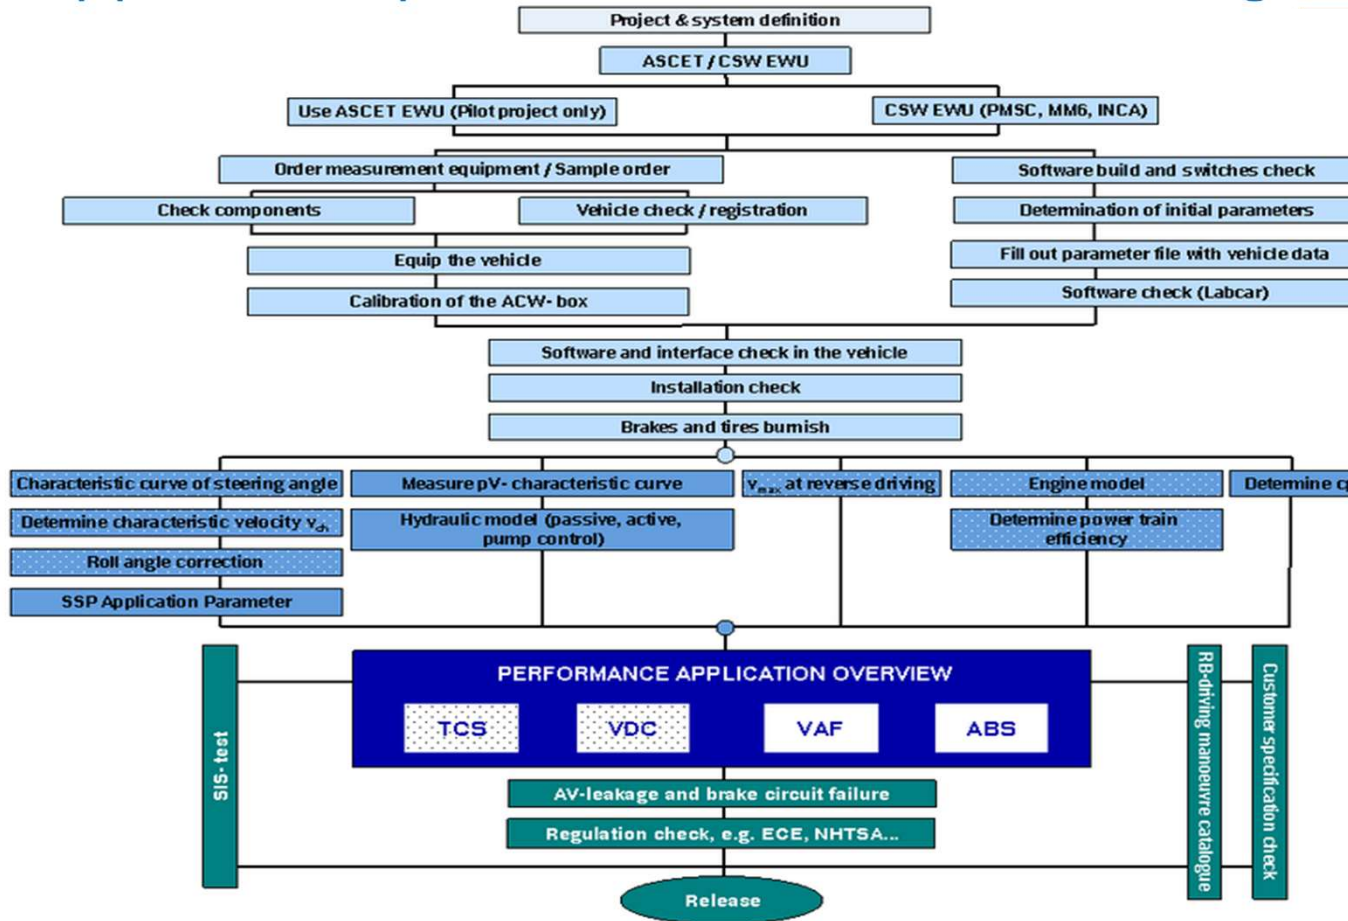 Project & system definition
ASCET / CSW EWU
Use ASCET EWU (Pilot project only)
CSW EWU (PMSC, MM6, INCA)
Order measurement equipment / Sample order
Software build and switches check
Check components
Vehicle check / registration
Determination of initial parameters
Equip the vehicle
Fill out parameter file with vehicle data
Calibration of the ACW- box
Software check (Labcar)
Software and interface check in the vehicle
Installation check
Brakes and tires burnish
Characteristic curve of steering angle
Measure pV- characteristic curve
vmax at reverse driving
Engine model
Determine
Determine characteristic velocity vch
Hydraulic model (passive, active,
pump control)
Determine power train
efficiency
Roll angle correction
SSP Application Parameter
SIS- test
PERFORMANCE APPLICATION OVERVIEW
TCS
VDC
VAF
ABS
RB-driving manoeuvre catalogue
Customer specification check
AV-leakage and brake circuit failure
Regulation check, e.g. ECE, NHTSA...
Release